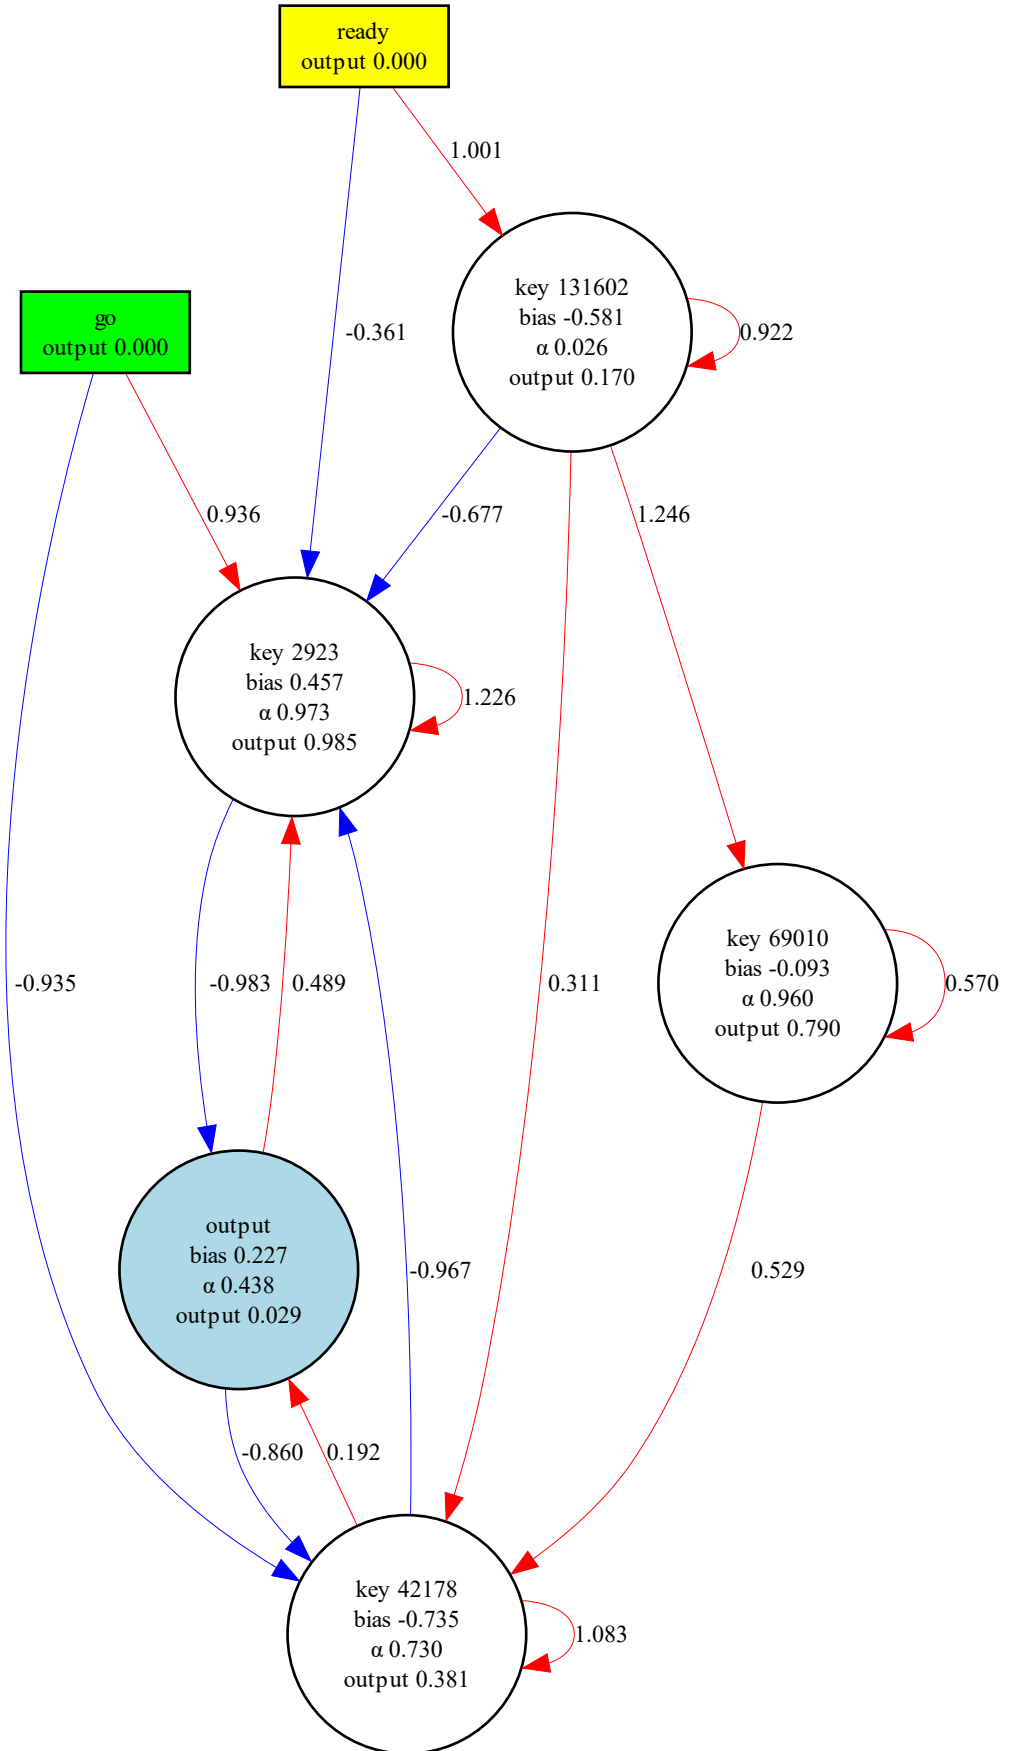 ready
output 0.000
1.001
key 131602
bias -0.581
α 0.026
output 0.170
0.922
go
output 0.000
-0.361
0.936
-0.677
1.246
key 2923
bias 0.457
α 0.973
output 0.985
1.226
key 69010
bias -0.093
α 0.960
output 0.790
0.570
-0.935
-0.983
0.489
0.311
output
bias 0.227
α 0.438
output 0.029
-0.967
0.529
-0.860
0.192
key 42178
bias -0.735
α 0.730
output 0.381
1.083